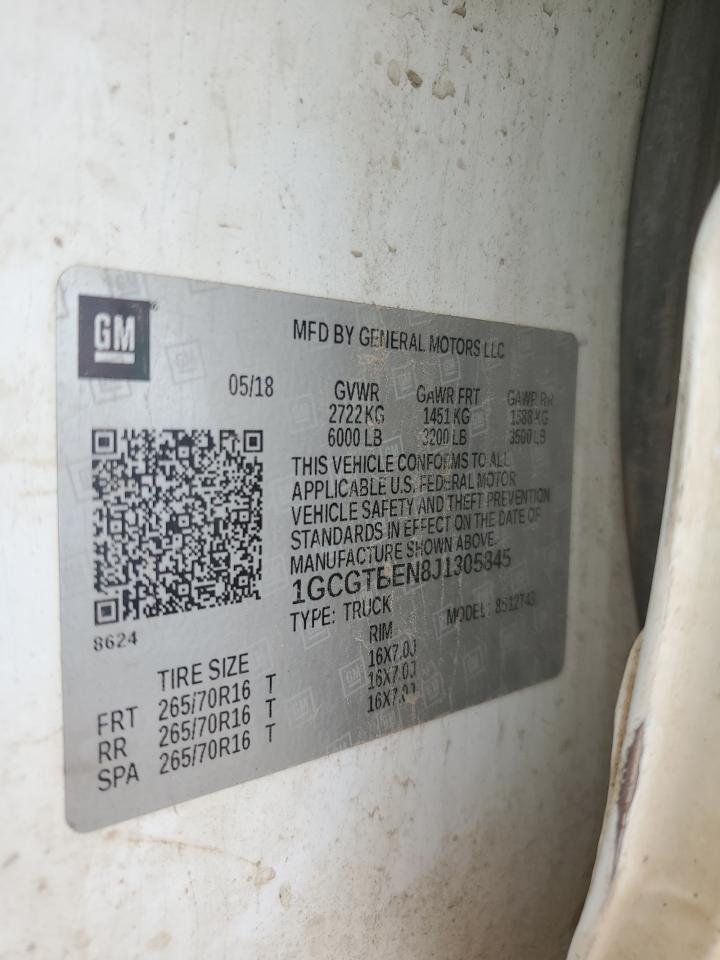 GM
MFD BY GENERAL MOTORS LLC
05/18 GVWR GAWR FRT GAWR RR
2722 KG 1451 KG 1588 KG
6000 LB 3200 LB 3500 LB
THIS VEHICLE CONFORMS TO ALL
APPLICABLE U.S. FEDERAL MOTOR
VEHICLE SAFETY AND THEFT PREVENTION
STANDARDS IN EFFECT ON THE DATE OF
MANUFACTURE SHOWN ABOVE.
1GCGTBEN8J1305845
TYPE: TRUCK MODEL:
8624
TIRE SIZE RIM
FRT 265/70R16 T 16X7.0J
RR 265/70R16 T 16X7.0J
SPA 265/70R16 T 16X7.0J